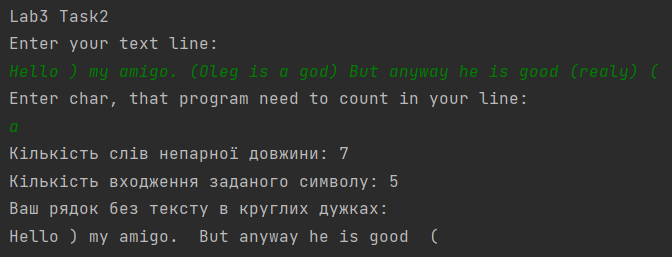 Lab3 Task2
Enter your text line:
Hello ) my amigo. (Oleg is a god) But anyway he is good (realy) (
Enter char, that program need to count in your line:
a
Кількість слів непарної довжини: 7
Кількість входження заданого символу: 5
Ваш рядок без тексту в круглих дужках:
Hello ) my amigo.  But anyway he is good  (